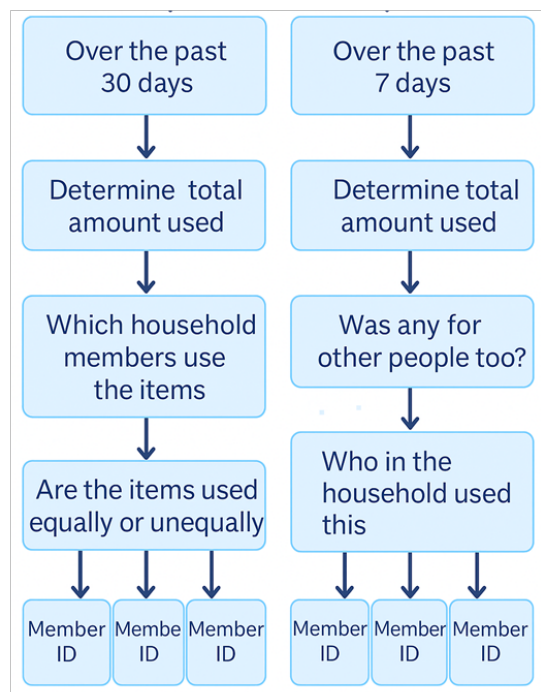 Over the past
30 days
Determine total
amount used
Which household
members use
the items
Are the items used
equally or unequally
Member
ID
Membe
ID
Member
ID
Over the past
7 days
Determine total
amount used
Was any for
other people too?
Who in the
household used
this
Member
ID
Member
ID
Member
ID